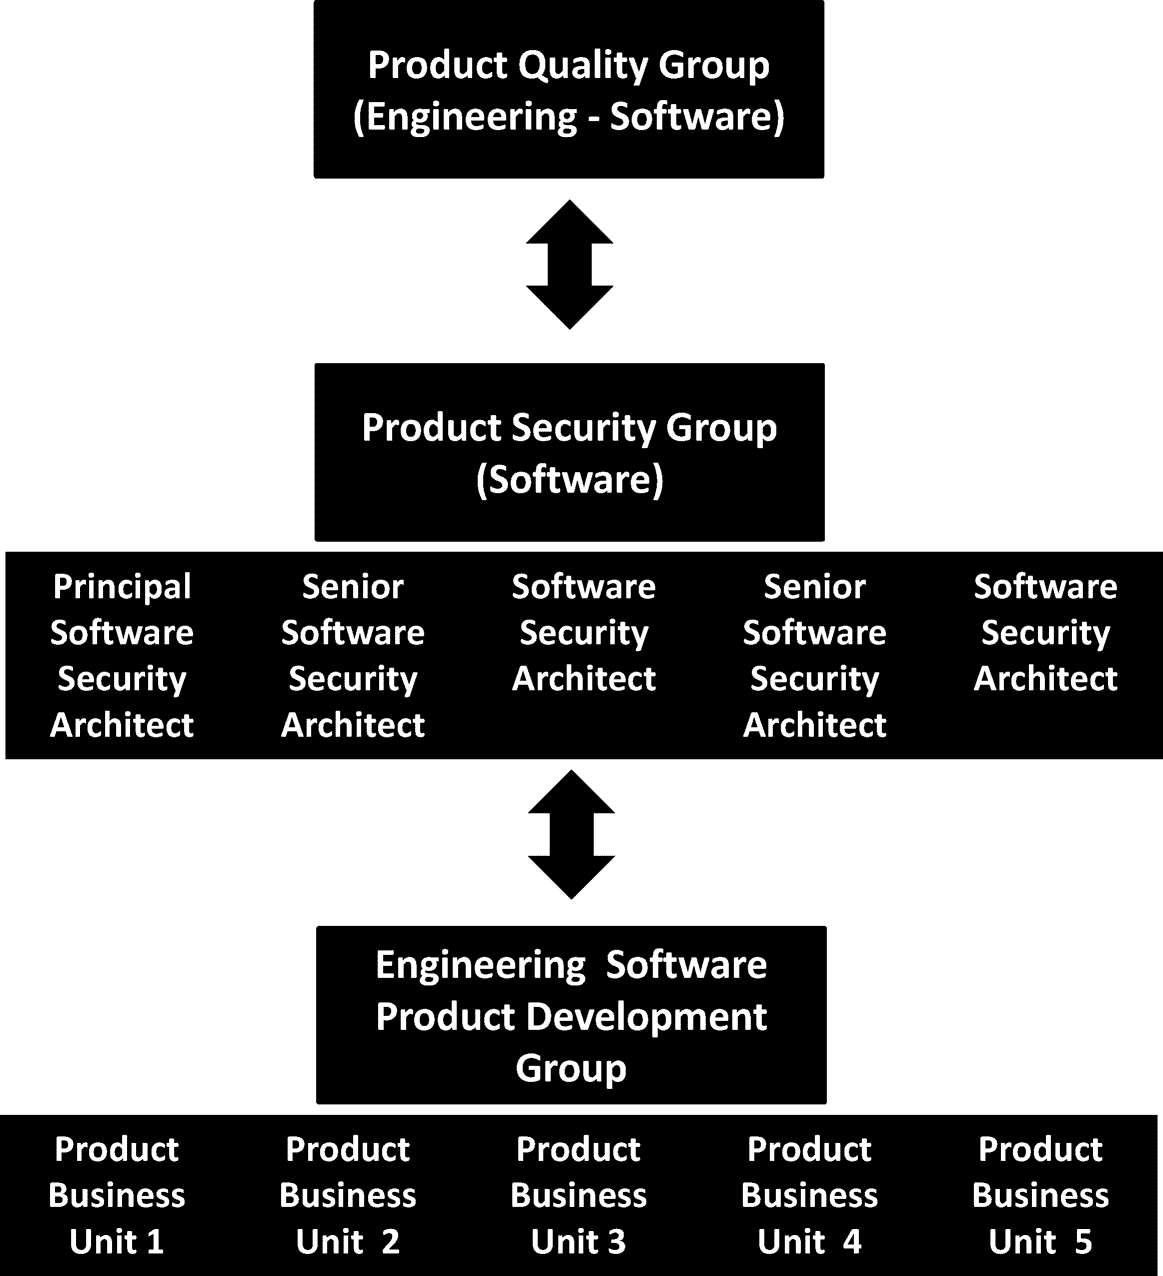 Product Quality Group
(Engineering - Software)
Product Security Group
(Software)
Principal
Software
Security
Architect
Senior
Software
Security
Architect
Software
Security
Architect
Senior
Software
Security
Architect
Software
Security
Architect
Engineering  Software
Product Development
Group
Product
Business
Unit 1
Product
Business
Unit  2
Product
Business
Unit 3
Product
Business
Unit  4
Product
Business
Unit  5